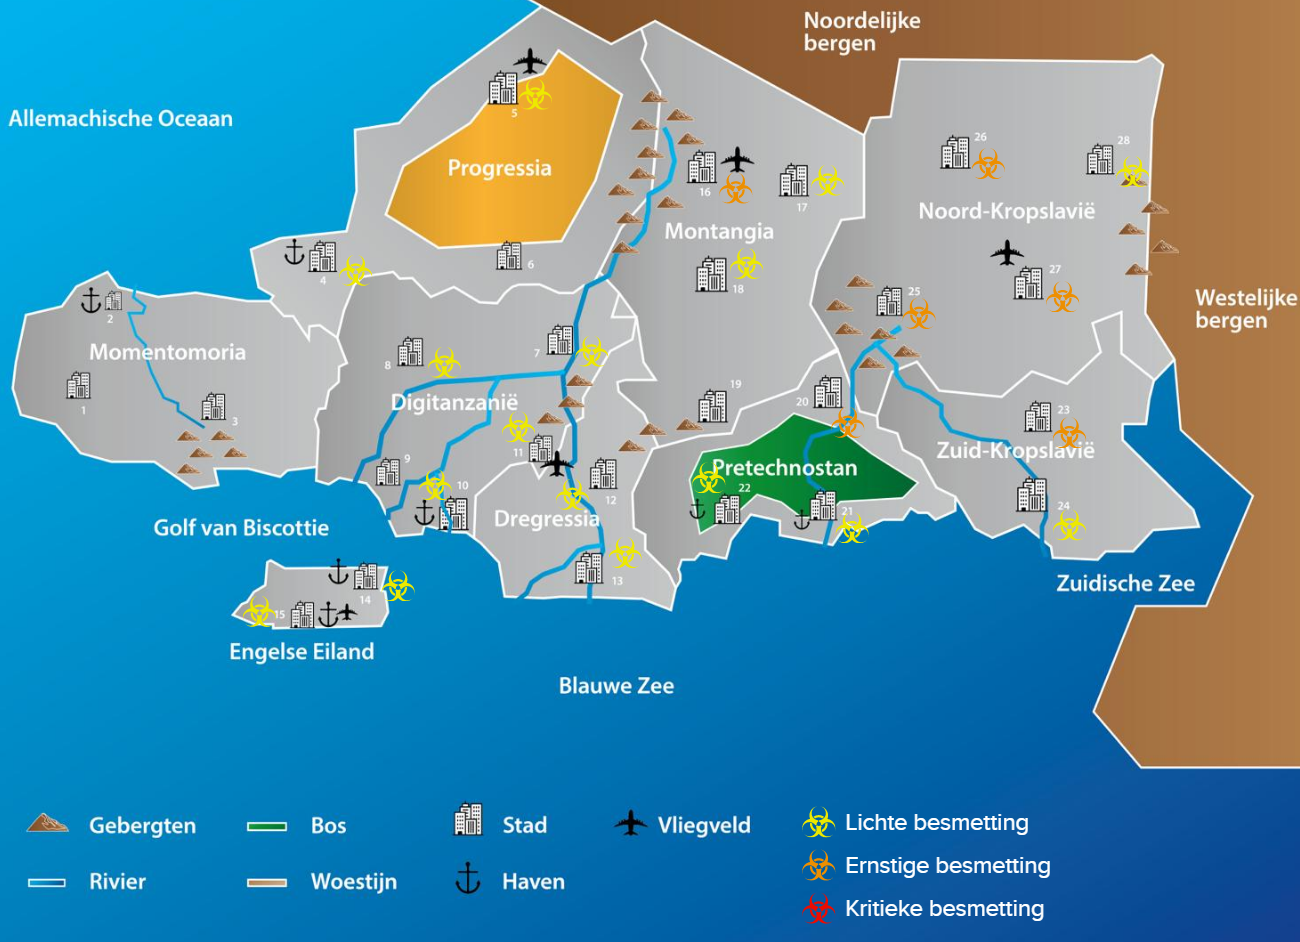 Noordelijke
bergen
Allemachische Oceaan
5
Progressia
26
28
16
17
Noord-Kropslavië
Montangia
4
6
18
27
25
Westelijke
bergen
2
Momentomoria
7
8
1
3
Digitanzanië
19
20
23
11
Zuid-Kropslavië
9
Pretechnostan
10
12
22
24
21
Dregressia
Golf van Biscottie
13
Zuidische Zee
14
15
Engelse Eiland
Blauwe Zee
Gebergten
Bos
Stad
Vliegveld
Lichte besmetting
Ernstige besmetting
Rivier
Woestijn
Haven
Kritieke besmetting